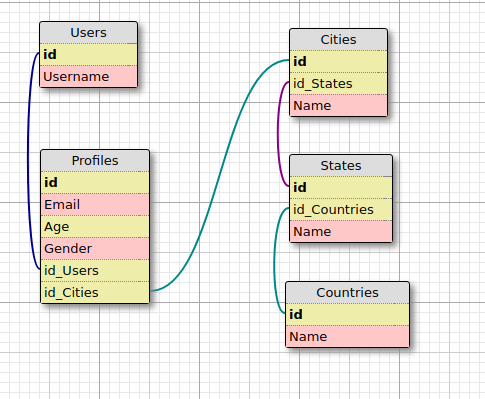 Users
id
Username
Profiles
id
Email
Age
Gender
id_Users
id_Cities
Cities
id
id_States
Name
States
id
id_Countries
Name
Countries
id
Name